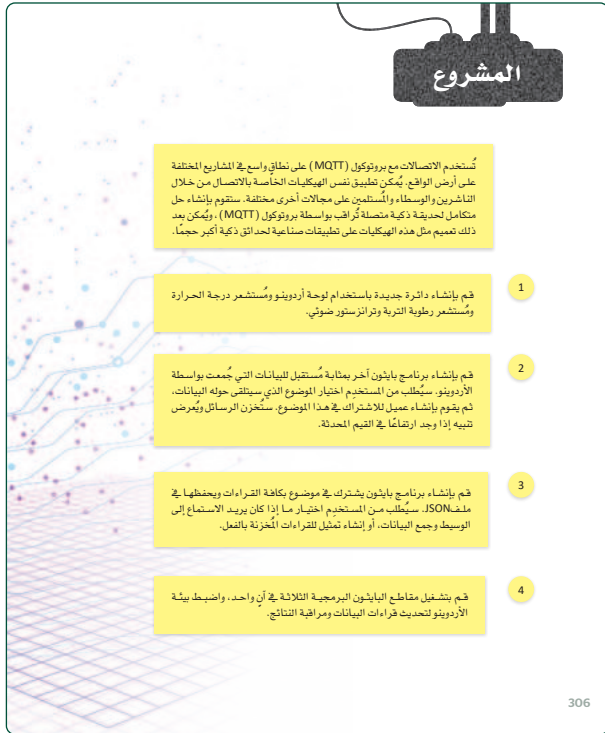 المشروع
تُستخدم الاتصالات مع بروتوكول (MQTT) على نطاق واسع في المشاريع المختلفة
على أرض الواقع. يُمكن تطبيق نفس الهيكليات الخاصة بالاتصال من خلال
الناشرين والوسطاء والمُستلمين على مجالات أخرى مختلفة. ستقوم بإنشاء حل
متكامل لحديقة ذكية متصلة تُراقب بواسطة بروتوكول (MQTT)، ويُمكن بعد
ذلك تعميم مثل هذه الهيكليات على تطبيقات صناعية لحدائق ذكية أكبر حجمًا.
1
قم بإنشاء دائرة جديدة باستخدام لوحة أردوينو ومُستشعر درجة الحرارة
ومُستشعر رطوبة التربة وترانزستور ضوئي.
2
قم بإنشاء برنامج بايثون آخر بمثابة مُستقبل للبيانات التي جُمعت بواسطة
الأردوينو. سيُطلب من المستخدِم اختيار الموضوع الذي سيتلقى حوله البيانات،
ثم يقوم بإنشاء عميل للاشتراك في هذا الموضوع. ستُخزن الرسائل ويُعرض
تنبيه إذا وجد ارتفاعًا في القيم المحدثة.
3
قم بإنشاء برنامج بايثون يشترك في موضوع بكافة القراءات ويحفظها في
ملف JSON. سيُطلب من المستخدِم اختيار ما إذا كان يريد الاستماع إلى
الوسيط وجمع البيانات، أو إنشاء تمثيل للقراءات المُخزنة بالفعل.
4
قم بتشغيل مقاطع البايثون البرمجية الثلاثة في آنٍ واحد، واضبط بيئة
الأردوينو لتحديث قراءات البيانات ومراقبة النتائج.
306